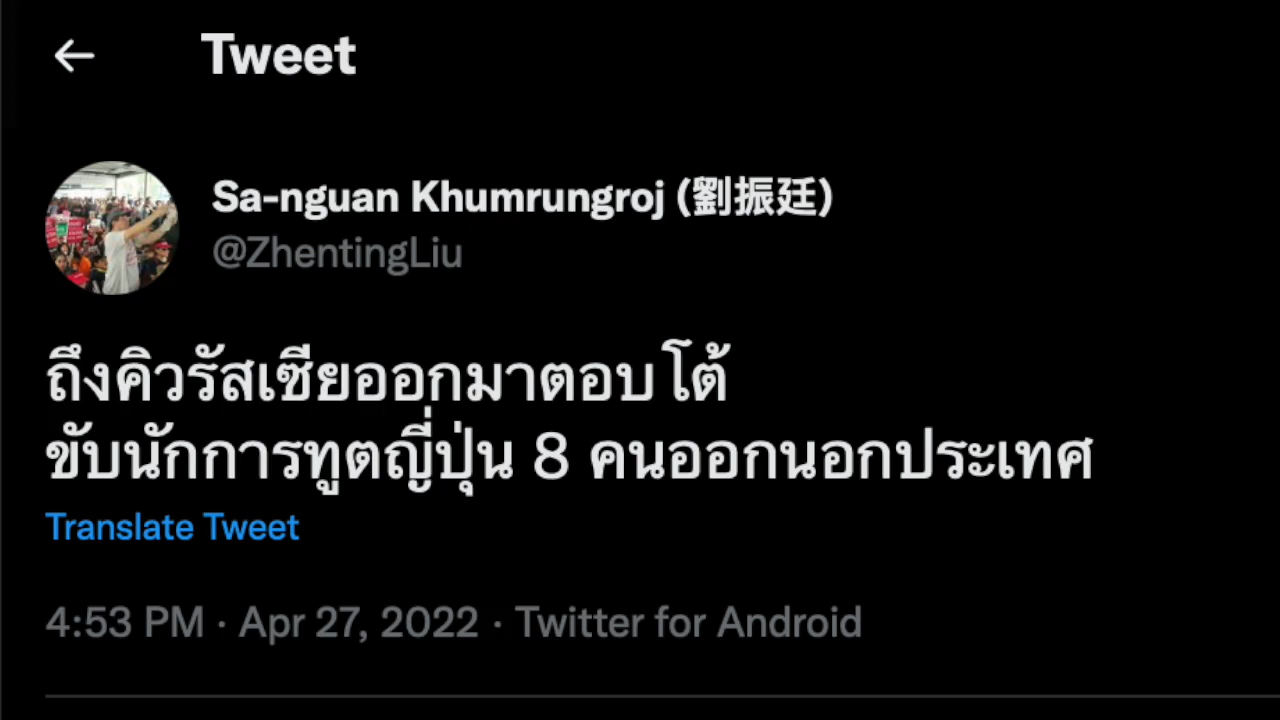 Tweet
Sa-nguan Khumrungroj (劉振廷)
@ZhentingLiu
ถึงคิวรัสเซียออกมาตอบโต้
ขับนักการทูตญี่ปุ่น 8 คนออกนอกประเทศ
Translate Tweet
4:53 PM · Apr 27, 2022 · Twitter for Android